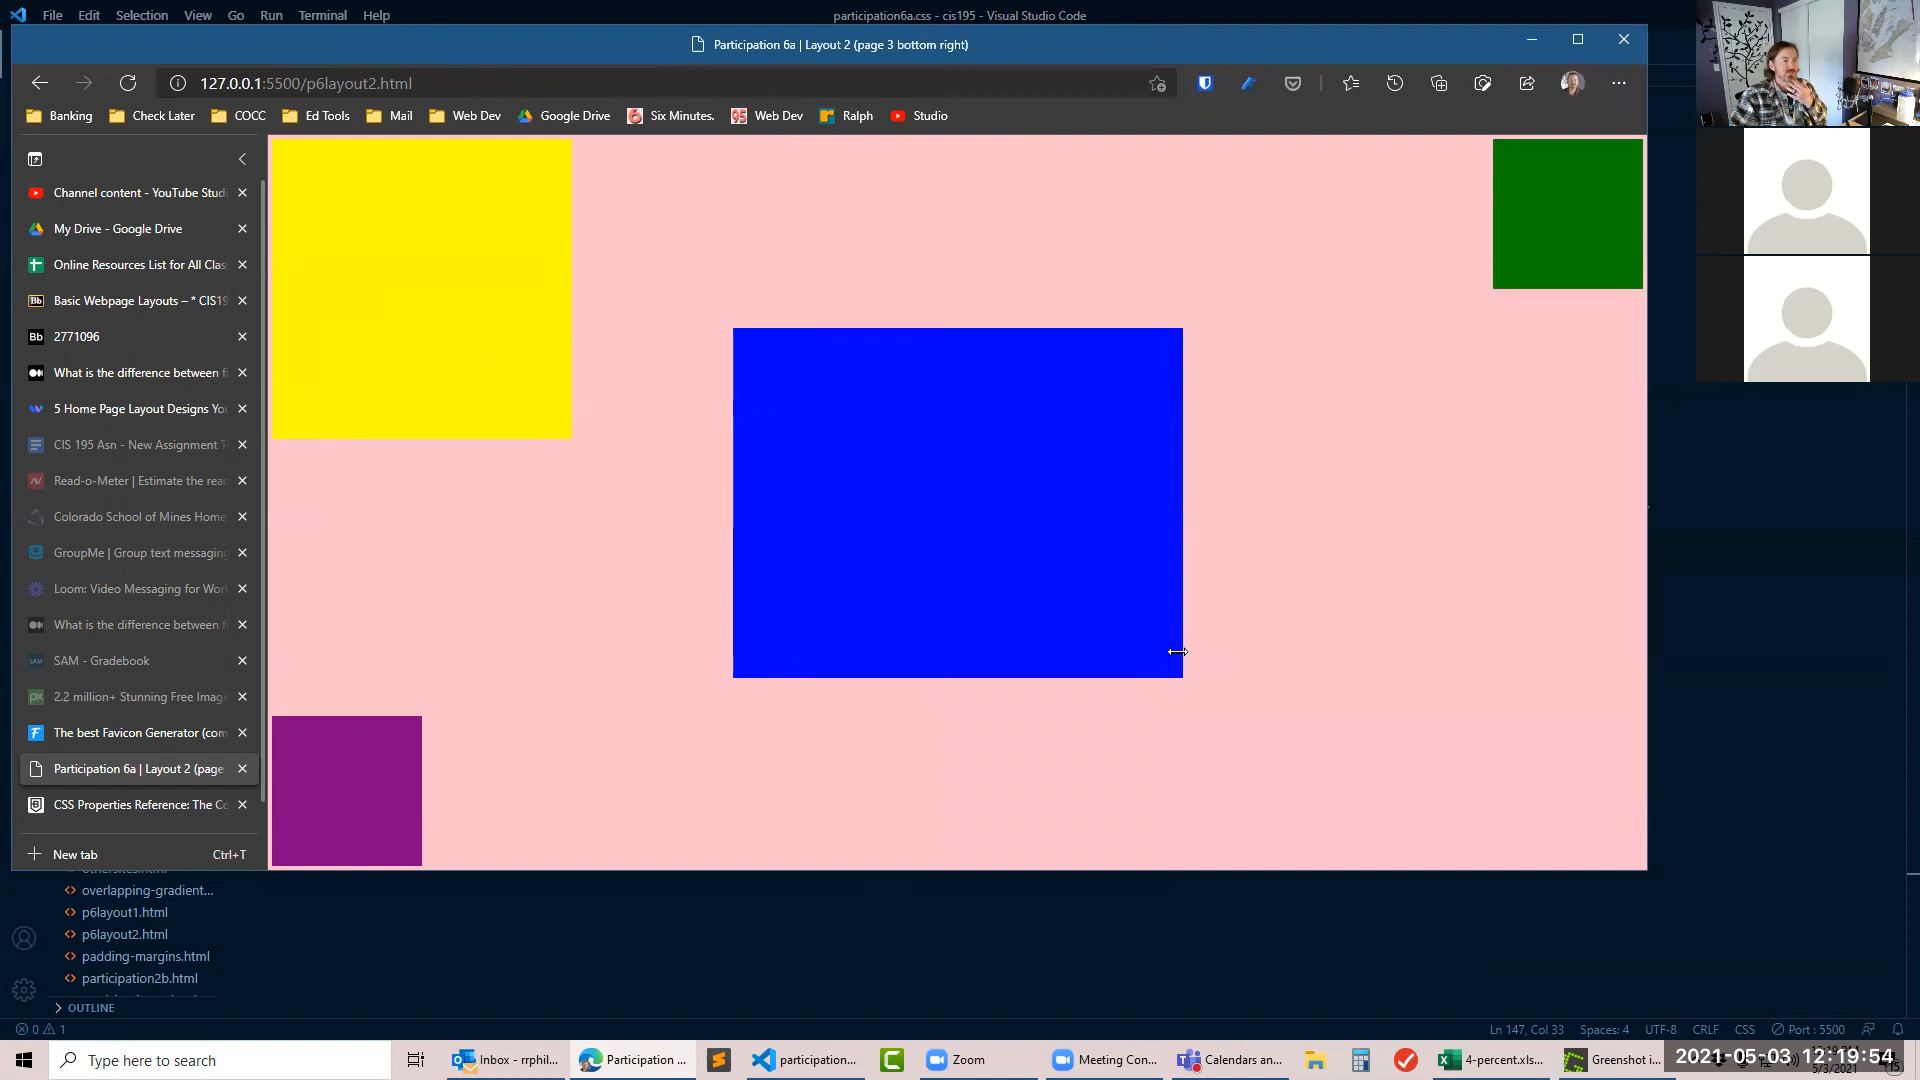 File Edit Selection View Go Run Terminal Help
participation6a.css - cis195 - Visual Studio Code
Participation 6a | Layout 2 (page 3 bottom right)
127.0.0.1:5500/p6layout2.html
Banking Check Later COCC Ed Tools Mail Web Dev Google Drive Six Minutes. Web Dev Ralph Studio
Channel content - YouTube Studi
My Drive - Google Drive
Online Resources List for All Clas
Basic Webpage Layouts – * CIS19
2771096
What is the difference between f
5 Home Page Layout Designs You
CIS 195 Asn - New Assignment T
Read-o-Meter | Estimate the read
Colorado School of Mines Home
GroupMe | Group text messaging
Loom: Video Messaging for Wor
What is the difference between f
SAM - Gradebook
2.2 million+ Stunning Free Image
The best Favicon Generator (com
Participation 6a | Layout 2 (page
CSS Properties Reference: The Co
New tab Ctrl+T
overlapping-gradient...
p6layout1.html
p6layout2.html
padding-margins.html
participation2b.html
OUTLINE
0 1
Ln 147, Col 33 Spaces: 4 UTF-8 CRLF CSS Port : 5500
Type here to search
Inbox - rrphil...
Participation ...
participation...
Zoom
Meeting Con...
Calendars an...
4-percent.xls...
Greenshot i...
2021-05-03 12:19:54
5/3/2021